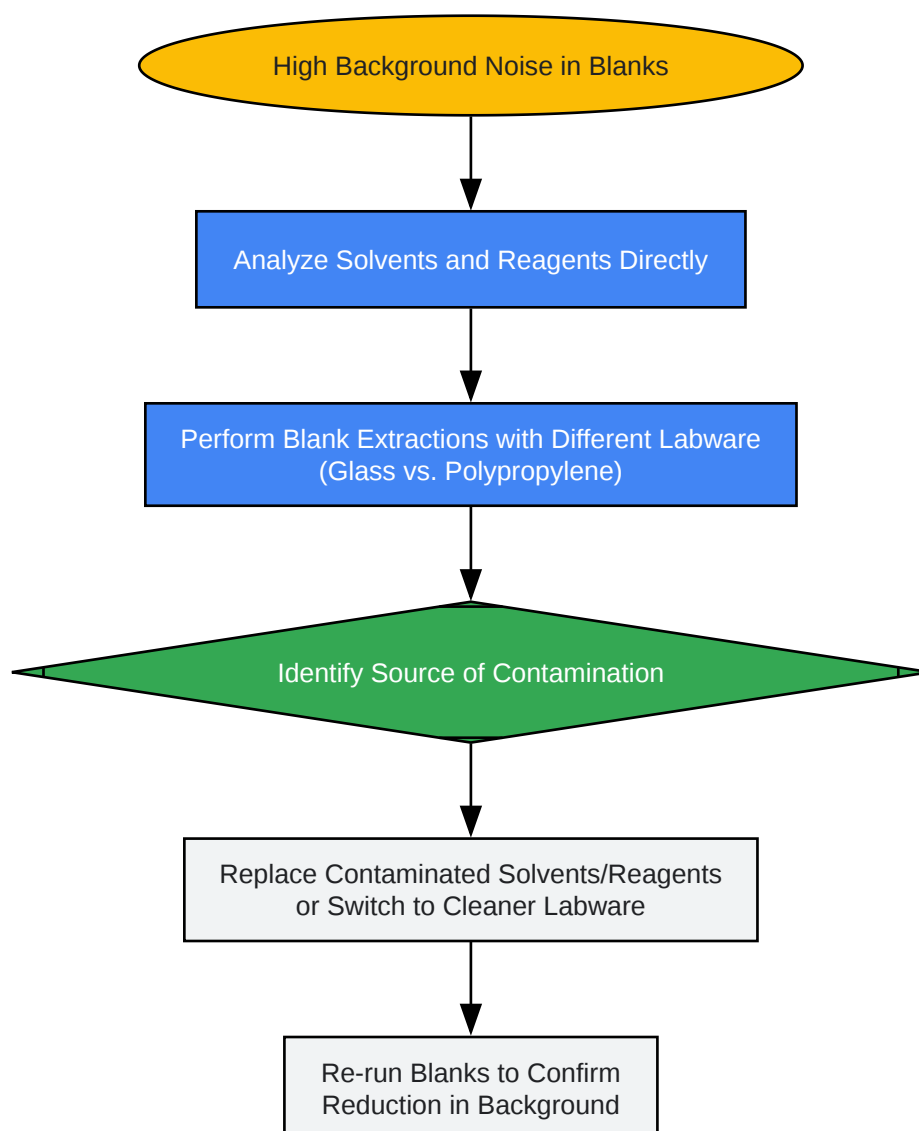 High Background Noise in Blanks
Analyze Solvents and Reagents Directly
Perform Blank Extractions with Different Labware
(Glass vs. Polypropylene)
Identify Source of Contamination
Replace Contaminated Solvents/Reagents
or Switch to Cleaner Labware
Re-run Blanks to Confirm
Reduction in Background